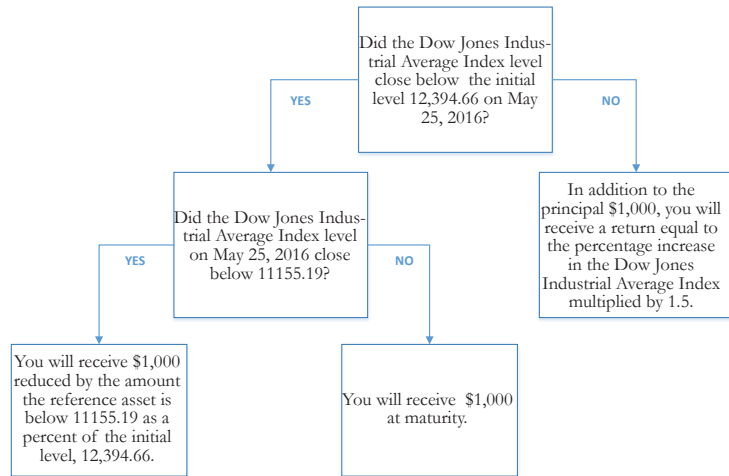 Did the Dow Jones Indus-
trial Average Index level
close below the initial
level 12,394.66 on May
25, 2016?
YES
NO
Did the Dow Jones Indus-
trial Average Index level
on May 25, 2016 close
below 11155.19?
In addition to the
principal $1,000, you will
receive a return equal to
the percentage increase
in the Dow Jones
Industrial Average Index
multiplied by 1.5.
YES
NO
You will receive $1,000
reduced by the amount
the reference asset is
below 11155.19 as a
percent of the initial
level, 12,394.66.
You will receive $1,000
at maturity.